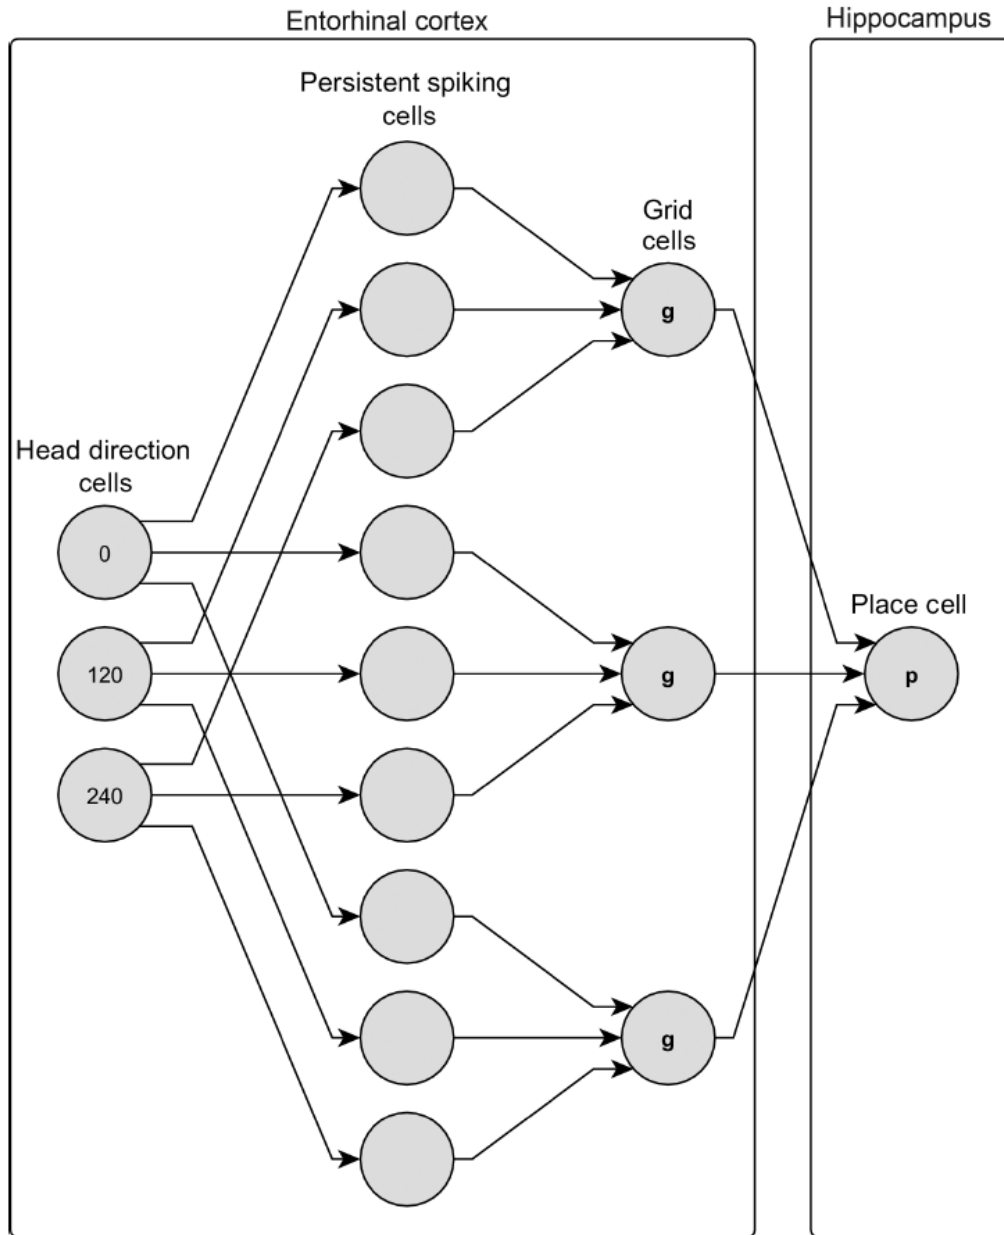 Entorhinal cortex
Hippocampus
Persistent spiking
cells
Grid
cells
g
Head direction
cells
0
120
240
g
Place cell
p
g